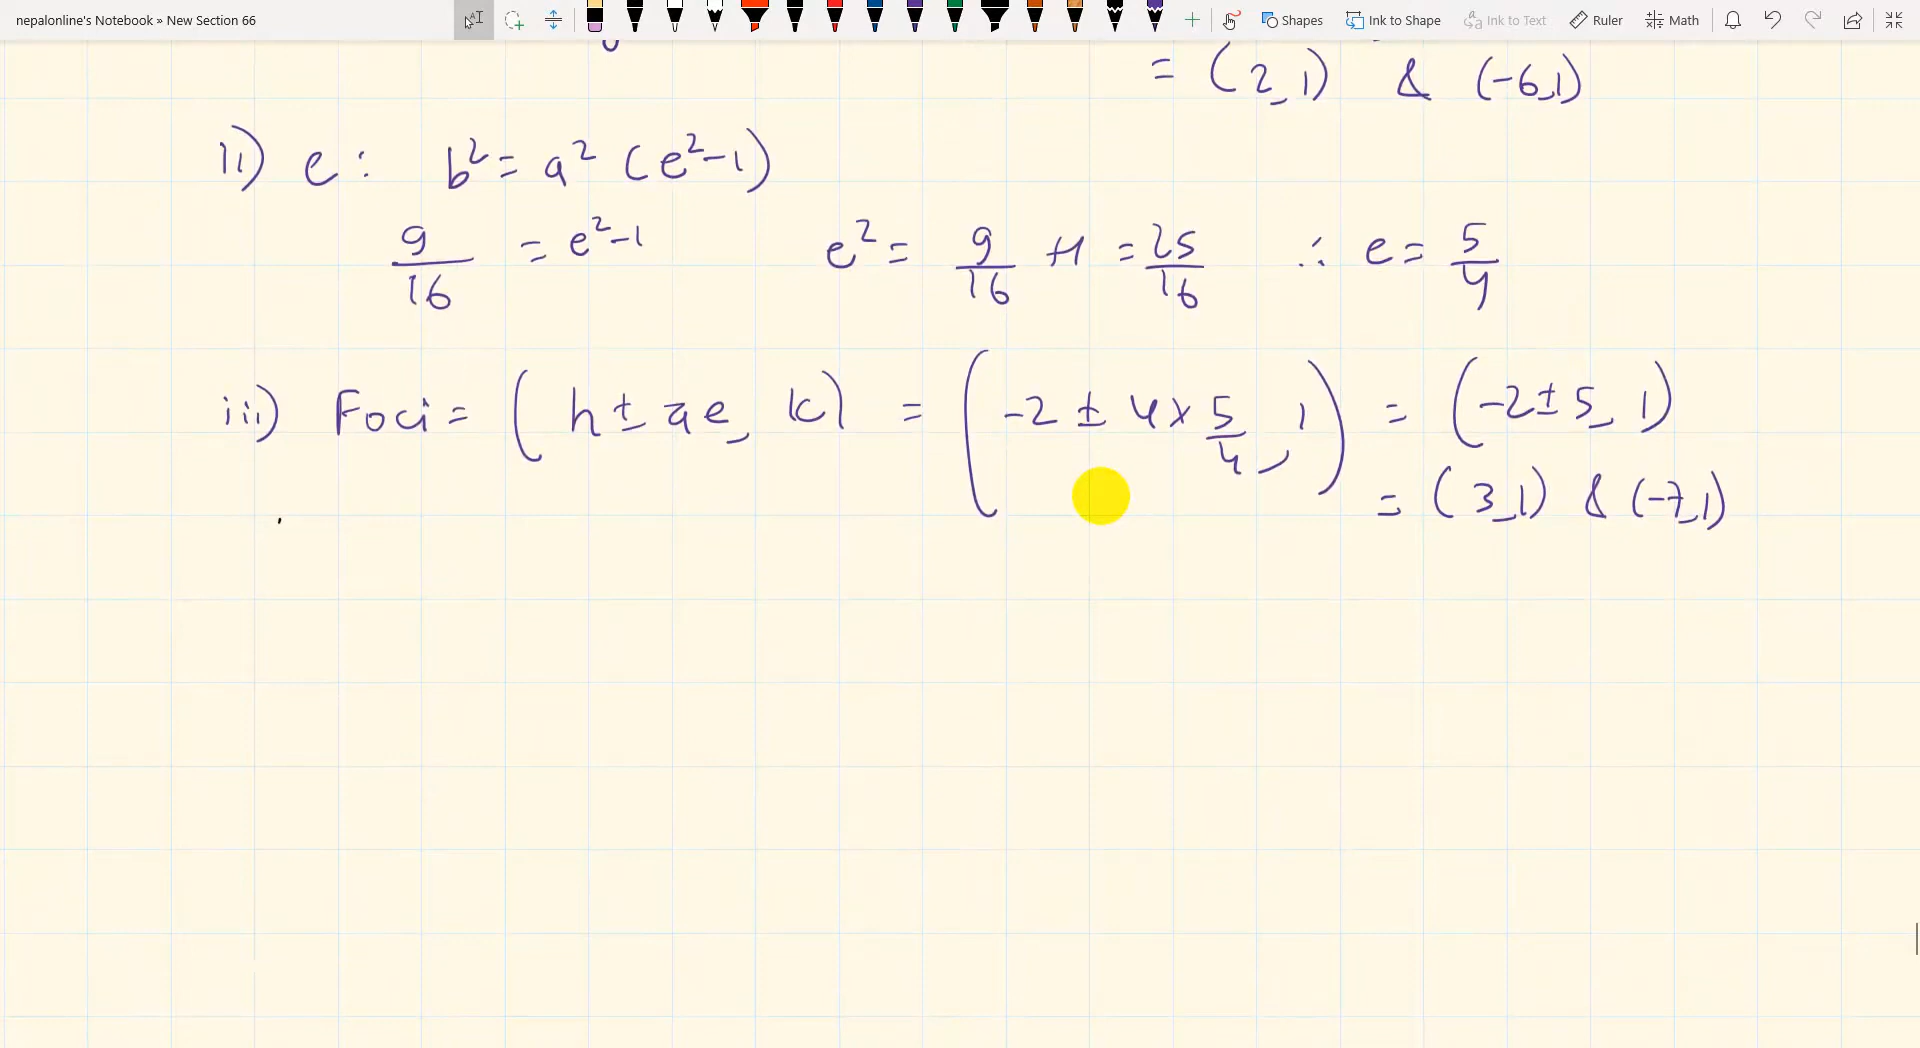 nepalonline's Notebook » New Section 66
Shapes Ink to Shape Ink to Text Ruler Math
= (2, 1) & (-6, 1)
ii) e : b² = a² (e²-1)
9/16 = e²-1 e² = 9/16 +1 = 25/16 ∴ e = 5/4
iii) Foci = (h ± ae, k) = (-2 ± 4 x 5/4, 1) = (-2 ± 5, 1)
= (3, 1) & (-7, 1)